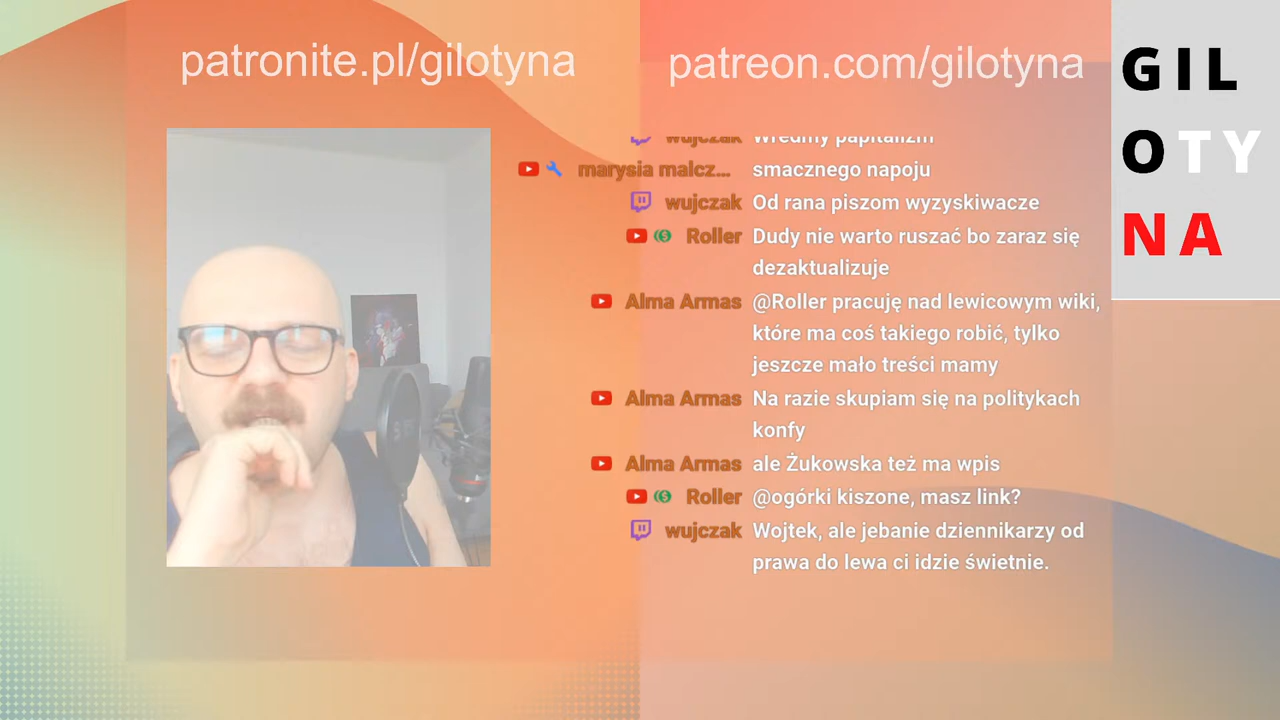 patronite.pl/gilotyna
patreon.com/gilotyna
GIL
OTY
NA
wujczak Wredmy papitalizm
marysia malcz... smacznego napoju
wujczak Od rana piszom wyzyskiwacze
Roller Dudy nie warto ruszać bo zaraz się
dezaktualizuje
Alma Armas @Roller pracuję nad lewicowym wiki,
które ma coś takiego robić, tylko
jeszcze mało treści mamy
Alma Armas Na razie skupiam się na politykach
konfy
Alma Armas ale Żukowska też ma wpis
Roller @ogórki kiszone, masz link?
wujczak Wojtek, ale jebanie dziennikarzy od
prawa do lewa ci idzie świetnie.